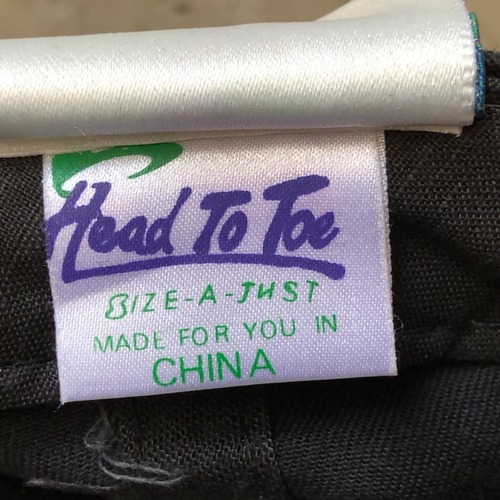 Head To Toe
SIZE-A-JUST
MADE FOR YOU IN
CHINA